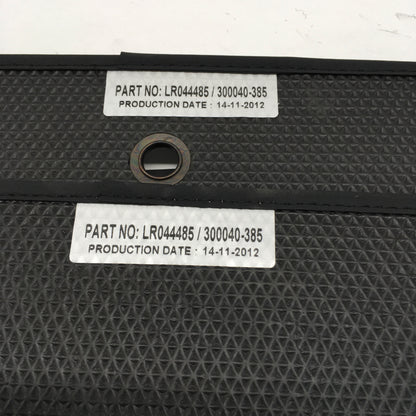 PART NO: LR044485 / 300040-385
PRODUCTION DATE : 14-11-2012
PART NO: LR044485 / 300040-385
PRODUCTION DATE : 14-11-2012